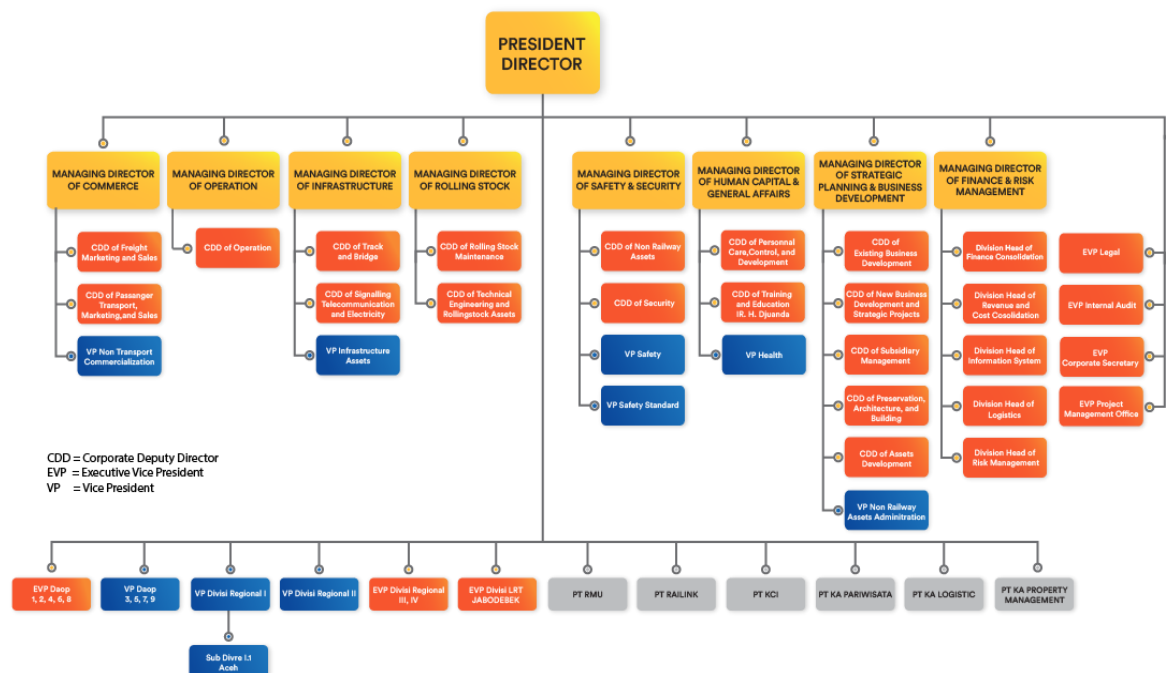 PRESIDENT
DIRECTOR
MANAGING DIRECTOR
OF COMMERCE
MANAGING DIRECTOR
OF OPERATION
MANAGING DIRECTOR
OF INFRASTRUCTURE
MANAGING DIRECTOR
OF ROLLING STOCK
MANAGING DIRECTOR
OF SAFETY & SECURITY
MANAGING DIRECTOR
OF HUMAN CAPITAL &
GENERAL AFFAIRS
MANAGING DIRECTOR
OF STRATEGIC
PLANNING & BUSINESS
DEVELOPMENT
MANAGING DIRECTOR
OF FINANCE & RISK
MANAGEMENT
CDD of Freight
Marketing and Sales
CDD of Passanger
Transport,
Marketing,and Sales
VP Non Transport
Commercialization
CDD of Operation
CDD of Track
and Bridge
CDD of Signalling
Telecommunication
and Electricity
VP Infrastructure
Assets
CDD of Rolling Stock
Maintenance
CDD of Technical
Engineering and
Rollingstock Assets
CDD of Non Railway
Assets
CDD of Security
VP Safety
VP Safety Standard
CDD of Personnal
Care,Control, and
Development
CDD of Training
and Education
IR. H. Djuanda
VP Health
CDD of
Existing Business
Development
CDD of New Business
Development and
Strategic Projects
CDD of Subsidiary
Management
CDD of Preservation,
Architecture, and
Building
CDD of Assets
Development
VP Non Railway
Assets Adminitration
Division Head of
Finance Consolidation
Division Head of
Revenue and
Cost Cosolidation
Division Head of
Information System
Division Head of
Logistics
Division Head of
Risk Management
EVP Legal
EVP Internal Audit
EVP
Corporate Secretary
EVP Project
Management Office
CDD = Corporate Deputy Director
EVP = Executive Vice President
VP = Vice President
EVP Daop
1, 2, 4, 6, 8
VP Daop
3, 5, 7, 9
VP Divisi Regional I
VP Divisi Regional II
EVP Divisi Regional
III, IV
EVP Divisi LRT
JABODEBEK
PT RMU
PT RAILINK
PT KCI
PT KA PARIWISATA
PT KA LOGISTIC
PT KA PROPERTY
MANAGEMENT
Sub Divre I.1
Aceh